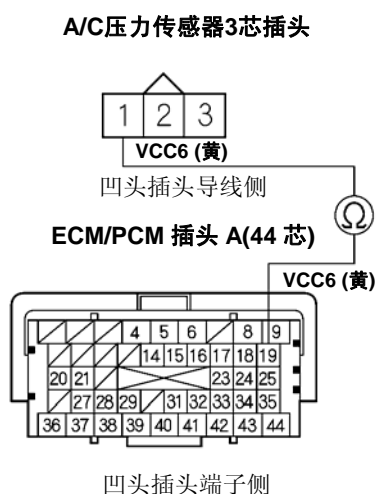 A/C压力传感器3芯插头
1 2 3
VCC6 (黄)
凹头插头导线侧
Ω
ECM/PCM 插头 A(44 芯)
VCC6 (黄)
4 5 6 8 9
14 15 16 17 18 19
20 21 23 24 25
27 28 29 31 32 33 34 35
36 37 38 39 40 41 42 43 44
凹头插头端子侧